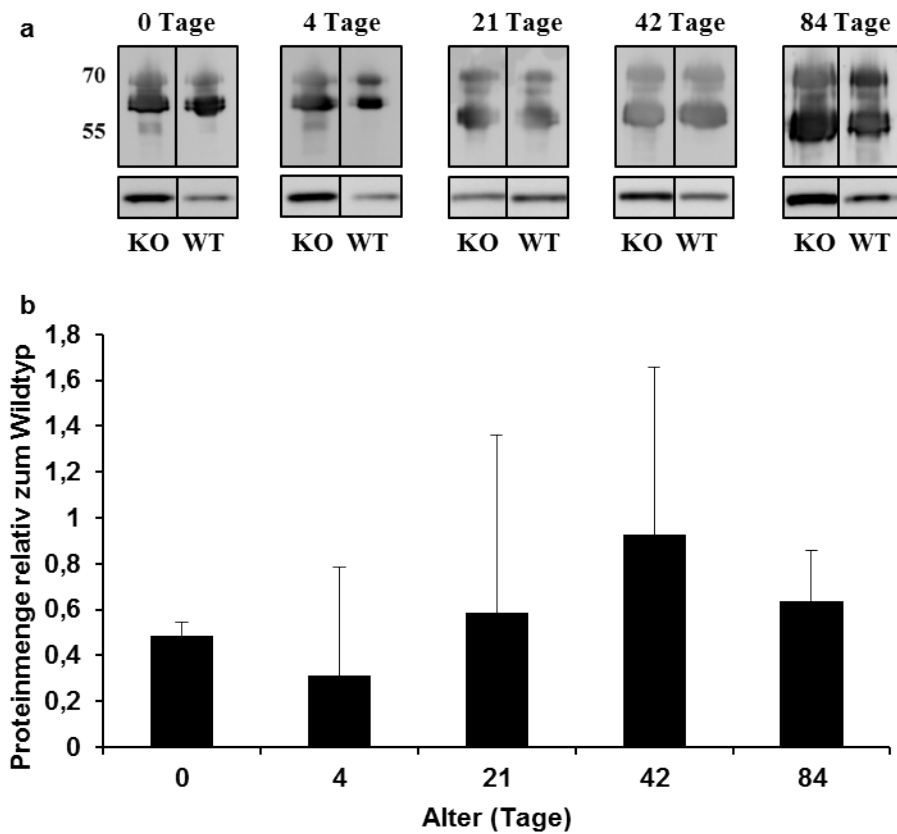 a
0 Tage 4 Tage 21 Tage 42 Tage 84 Tage
70
55
KO WT KO WT KO WT KO WT KO WT
b
Proteinmenge relativ zum Wildtyp
1,8
1,6
1,4
1,2
1
0,8
0,6
0,4
0,2
0
0 4 21 42 84
Alter (Tage)